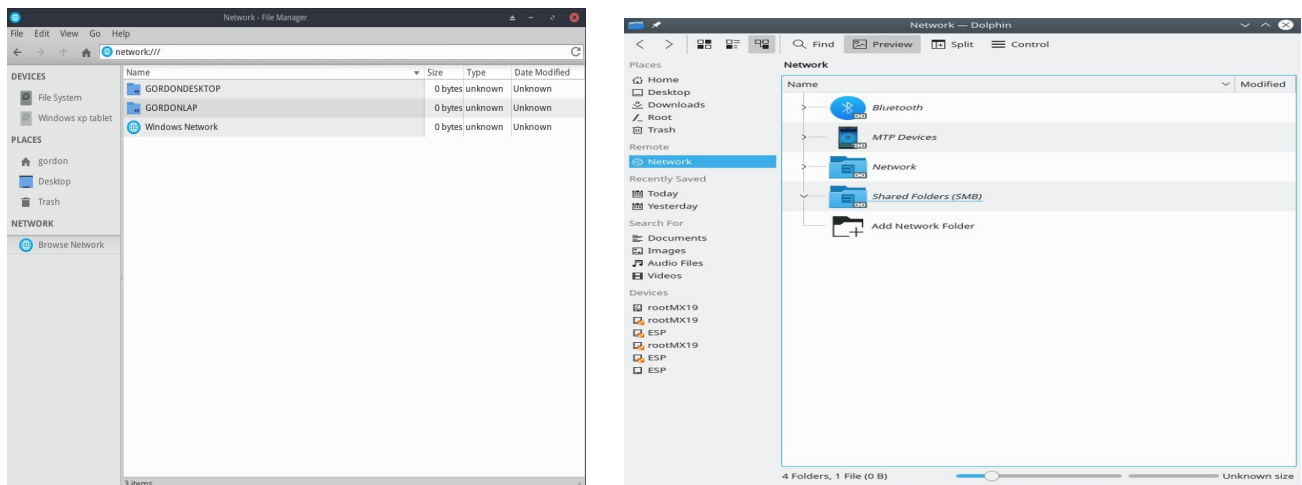 Network - File Manager
File Edit View Go Help
network:///
DEVICES
File System
Windows xp tablet
PLACES
gordon
Desktop
Trash
NETWORK
Browse Network
Name Size Type Date Modified
GORDONDESKTOP 0 bytes unknown Unknown
GORDONLAP 0 bytes unknown Unknown
Windows Network 0 bytes unknown Unknown
3 items
Network — Dolphin
Find Preview Split Control
Places
Home
Desktop
Downloads
Root
Trash
Remote
Network
Recently Saved
Today
Yesterday
Search For
Documents
Images
Audio Files
Videos
Devices
rootMX19
rootMX19
ESP
rootMX19
ESP
ESP
Network
Name Modified
Bluetooth
MTP Devices
Network
Shared Folders (SMB)
Add Network Folder
4 Folders, 1 File (0 B) Unknown size